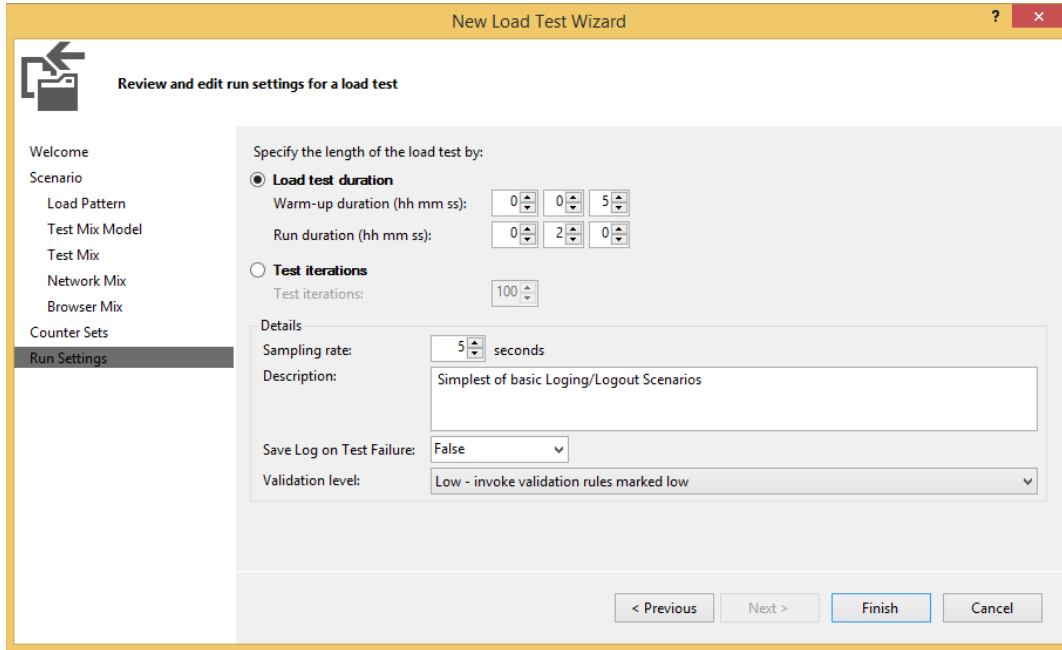 New Load Test Wizard
?
Review and edit run settings for a load test
Welcome
Scenario
Load Pattern
Test Mix Model
Test Mix
Network Mix
Browser Mix
Counter Sets
Run Settings
Specify the length of the load test by:
Load test duration
Warm-up duration (hh mm ss): 0 0 5
Run duration (hh mm ss): 0 2 0
Test iterations
Test iterations: 100
Details
Sampling rate: 5 seconds
Description: Simplest of basic Loging/Logout Scenarios
Save Log on Test Failure: False
Validation level: Low - invoke validation rules marked low
< Previous Next > Finish Cancel